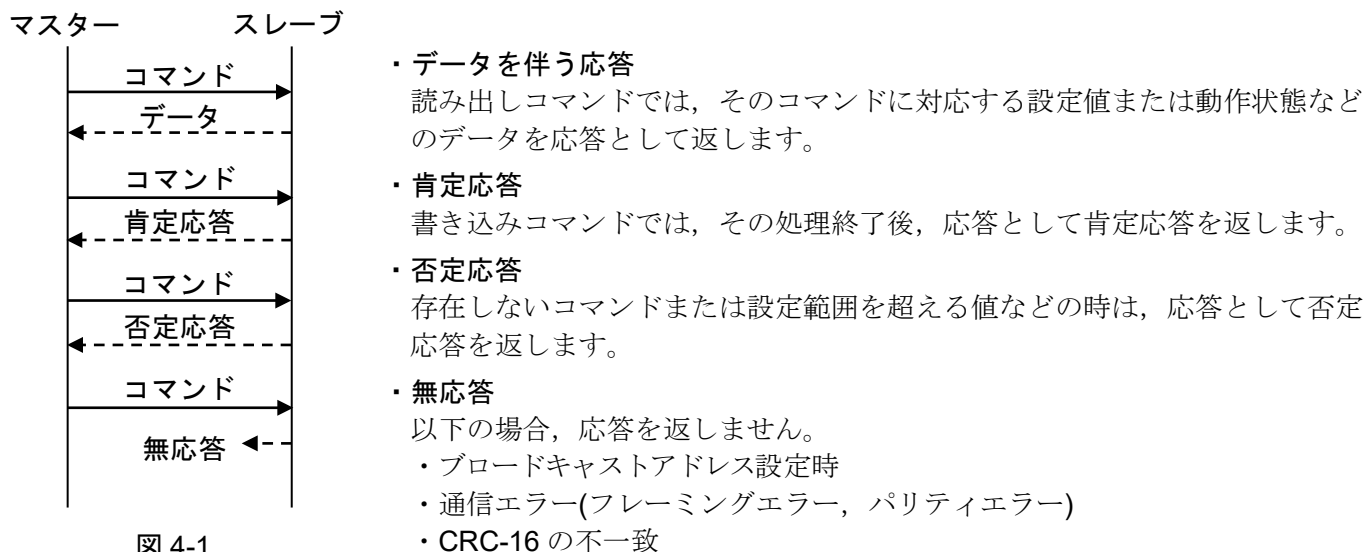 マスター スレーブ
コマンド
データ
コマンド
肯定応答
コマンド
否定応答
コマンド
無応答
図 4-1
・データを伴う応答
読み出しコマンドでは，そのコマンドに対応する設定値または動作状態など
のデータを応答として返します。
・肯定応答
書き込みコマンドでは，その処理終了後，応答として肯定応答を返します。
・否定応答
存在しないコマンドまたは設定範囲を超える値などの時は，応答として否定
応答を返します。
・無応答
以下の場合，応答を返しません。
・ブロードキャストアドレス設定時
・通信エラー(フレーミングエラー，パリティエラー)
・CRC-16 の不一致